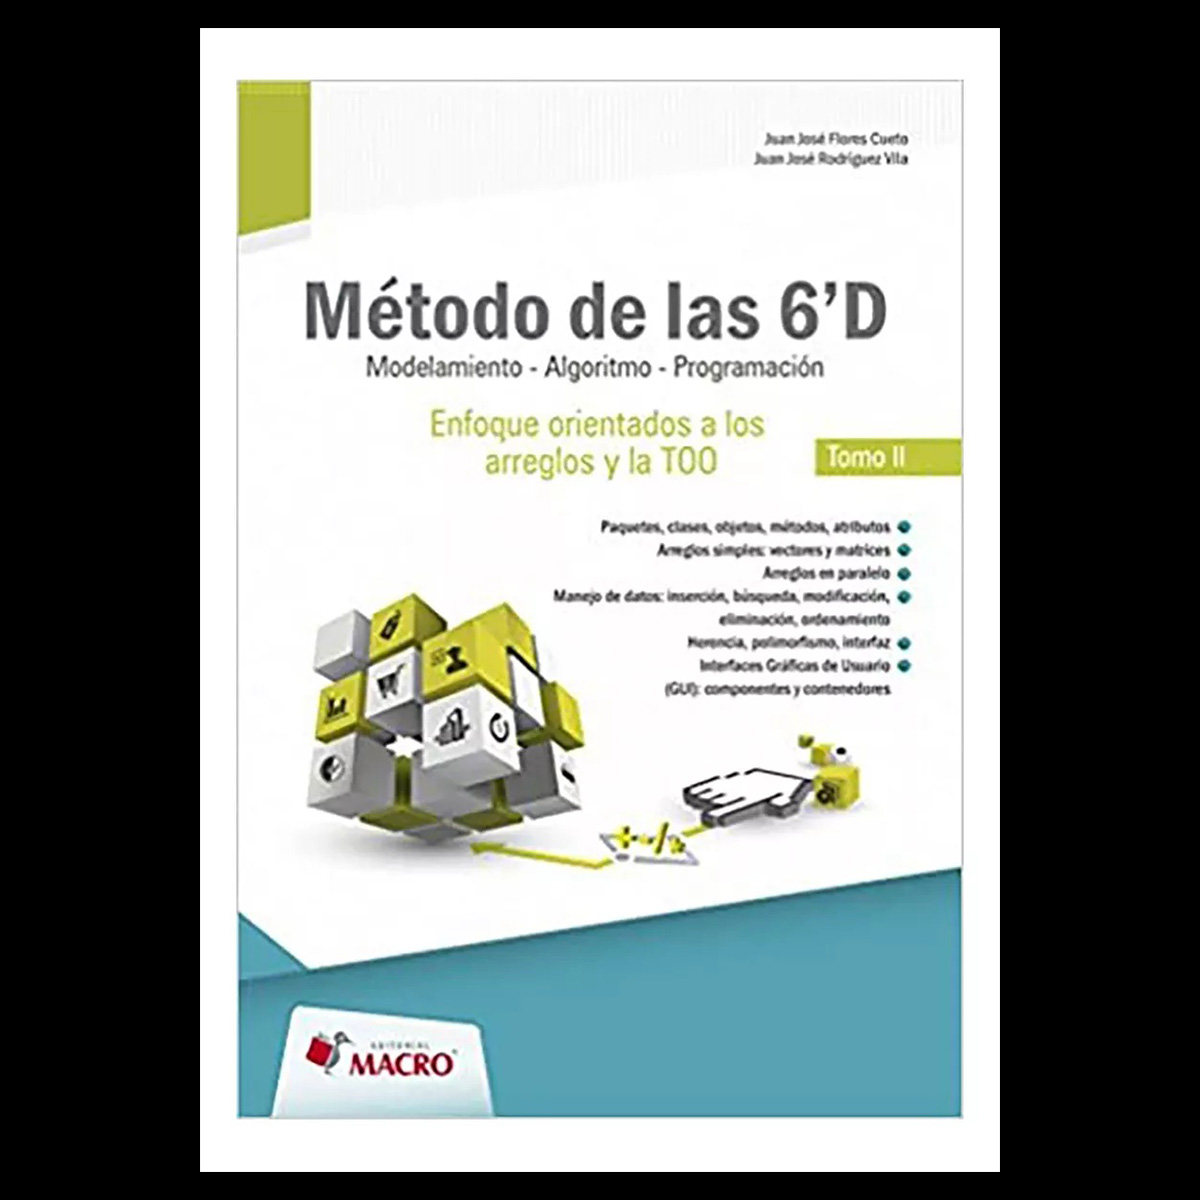 Juan José Flores Cueto
Juan José Rodríguez Vila
Método de las 6'D
Modelamiento - Algoritmo - Programación
Enfoque orientados a los
arreglos y la TOO
Tomo II
Paquetes, clases, objetos, métodos, atributos
Arreglos simples: vectores y matrices
Arreglos en paralelo
Manejo de datos: inserción, búsqueda, modificación,
eliminación, ordenamiento
Herencia, polimorfismo, interfaz
Interfaces Gráficas de Usuario
(GUI): componentes y contenedores
EDITORIAL
MACRO